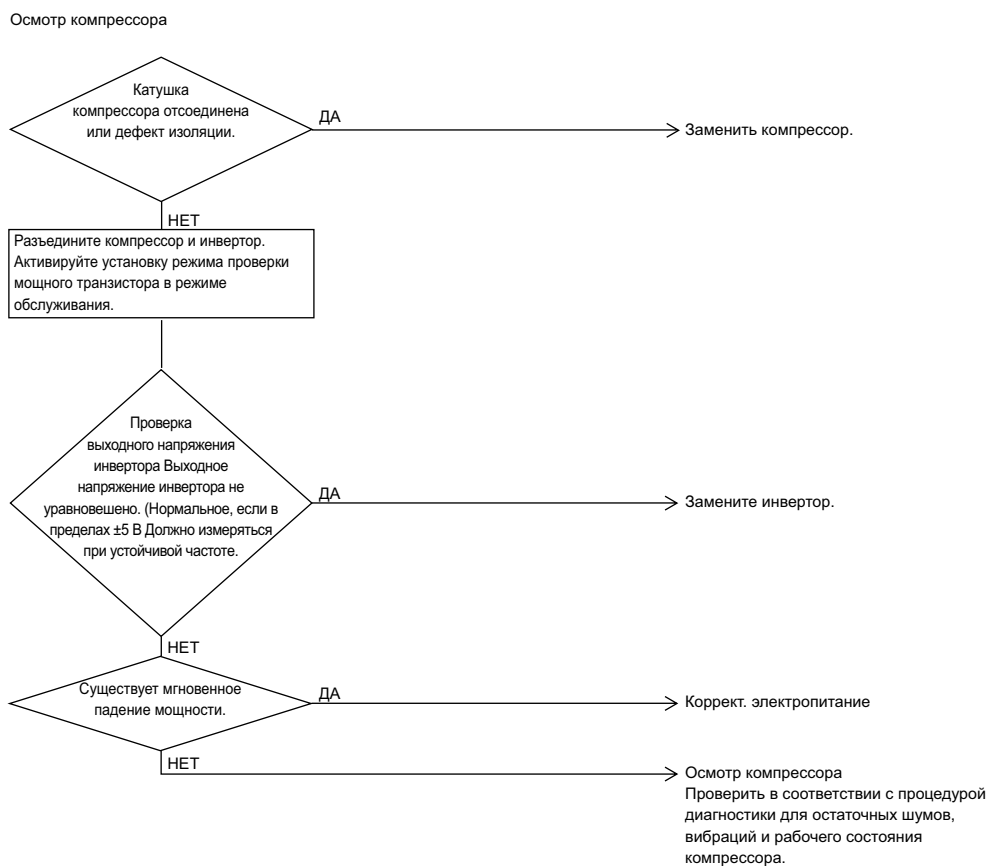 Осмотр компрессора
Катушка
компрессора отсоединена
или дефект изоляции.
ДА
Заменить компрессор.
НЕТ
Разъедините компрессор и инвертор.
Активируйте установку режима проверки
мощного транзистора в режиме
обслуживания.
Проверка
выходного напряжения
инвертора Выходное
напряжение инвертора не
уравновешено. (Нормальное, если в
пределах ±5 В Должно измеряться
при устойчивой частоте.
ДА
Замените инвертор.
НЕТ
Существует мгновенное
падение мощности.
ДА
Коррект. электропитание
НЕТ
Осмотр компрессора
Проверить в соответствии с процедурой
диагностики для остаточных шумов,
вибраций и рабочего состояния
компрессора.